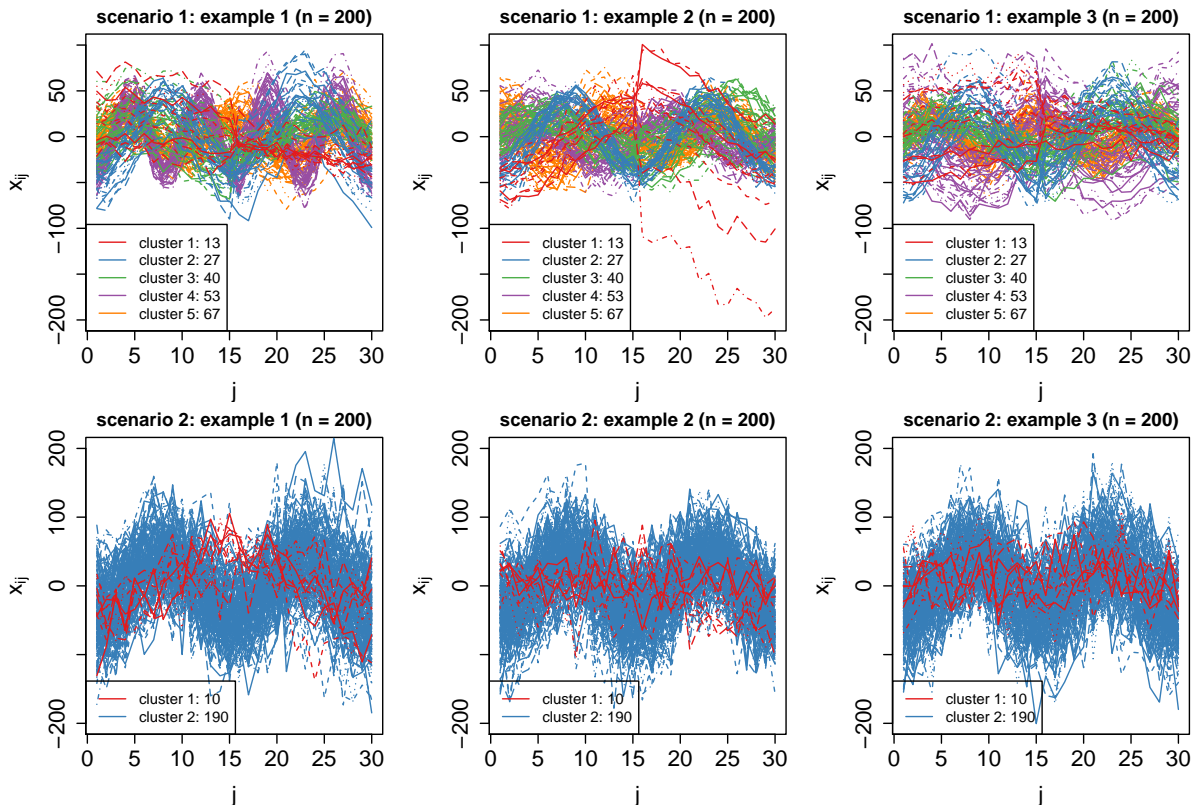 scenario 1: example 1 (n = 200)
x_ij
50
0
−50
−100
−200
cluster 1: 13
cluster 2: 27
cluster 3: 40
cluster 4: 53
cluster 5: 67
0 5 10 15 20 25 30
j
scenario 1: example 2 (n = 200)
x_ij
50
0
−100
−200
cluster 1: 13
cluster 2: 27
cluster 3: 40
cluster 4: 53
cluster 5: 67
0 5 10 15 20 25 30
j
scenario 1: example 3 (n = 200)
x_ij
50
0
−100
−200
cluster 1: 13
cluster 2: 27
cluster 3: 40
cluster 4: 53
cluster 5: 67
0 5 10 15 20 25 30
j
scenario 2: example 1 (n = 200)
x_ij
200
100
0
−200
cluster 1: 10
cluster 2: 190
0 5 10 15 20 25 30
j
scenario 2: example 2 (n = 200)
x_ij
200
100
0
−200
cluster 1: 10
cluster 2: 190
0 5 10 15 20 25 30
j
scenario 2: example 3 (n = 200)
x_ij
200
100
0
−200
cluster 1: 10
cluster 2: 190
0 5 10 15 20 25 30
j